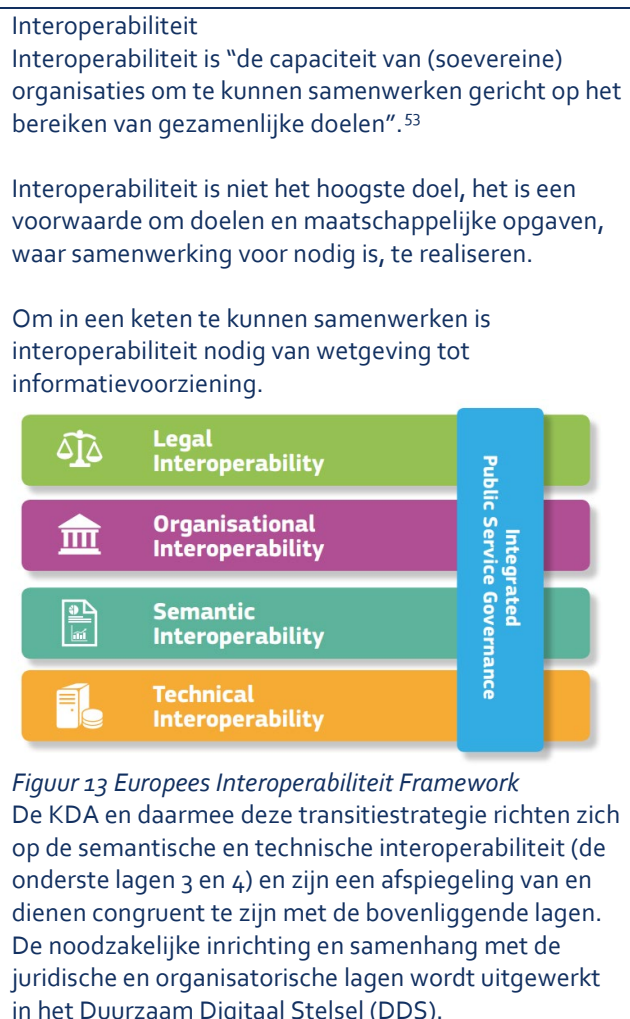 Interoperabiliteit
Interoperabiliteit is “de capaciteit van (soevereine)
organisaties om te kunnen samenwerken gericht op het
bereiken van gezamenlijke doelen”.53
Interoperabiliteit is niet het hoogste doel, het is een
voorwaarde om doelen en maatschappelijke opgaven,
waar samenwerking voor nodig is, te realiseren.
Om in een keten te kunnen samenwerken is
interoperabiliteit nodig van wetgeving tot
informatievoorziening.
Legal
Interoperability
Organisational
Interoperability
Semantic
Interoperability
Technical
Interoperability
Integrated
Public Service Governance
Figuur 13 Europees Interoperabiliteit Framework
De KDA en daarmee deze transitiestrategie richten zich
op de semantische en technische interoperabiliteit (de
onderste lagen 3 en 4) en zijn een afspiegeling van en
dienen congruent te zijn met de bovenliggende lagen.
De noodzakelijke inrichting en samenhang met de
juridische en organisatorische lagen wordt uitgewerkt
in het Duurzaam Digitaal Stelsel (DDS).